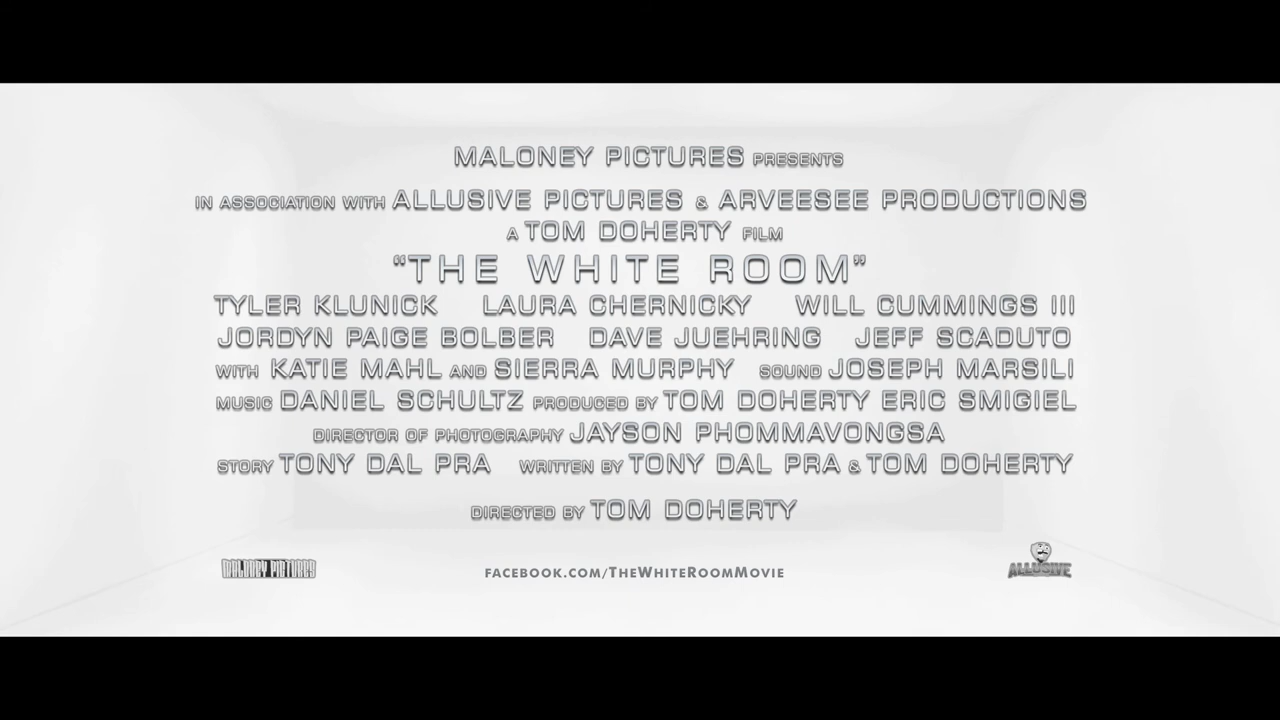 MALONEY PICTURES PRESENTS
IN ASSOCIATION WITH ALLUSIVE PICTURES & ARVEESEE PRODUCTIONS
A TOM DOHERTY FILM
“THE WHITE ROOM”
TYLER KLUNICK LAURA CHERNICKY WILL CUMMINGS III
JORDYN PAIGE BOLBER DAVE JUEHRING JEFF SCADUTO
WITH KATIE MAHL AND SIERRA MURPHY SOUND JOSEPH MARSILI
MUSIC DANIEL SCHULTZ PRODUCED BY TOM DOHERTY ERIC SMIGIEL
DIRECTOR OF PHOTOGRAPHY JAYSON PHOMMAVONGSA
STORY TONY DAL PRA WRITTEN BY TONY DAL PRA & TOM DOHERTY
DIRECTED BY TOM DOHERTY
MALONEY PICTURES
FACEBOOK.COM/THEWHITEROOMMOVIE
ALLUSIVE